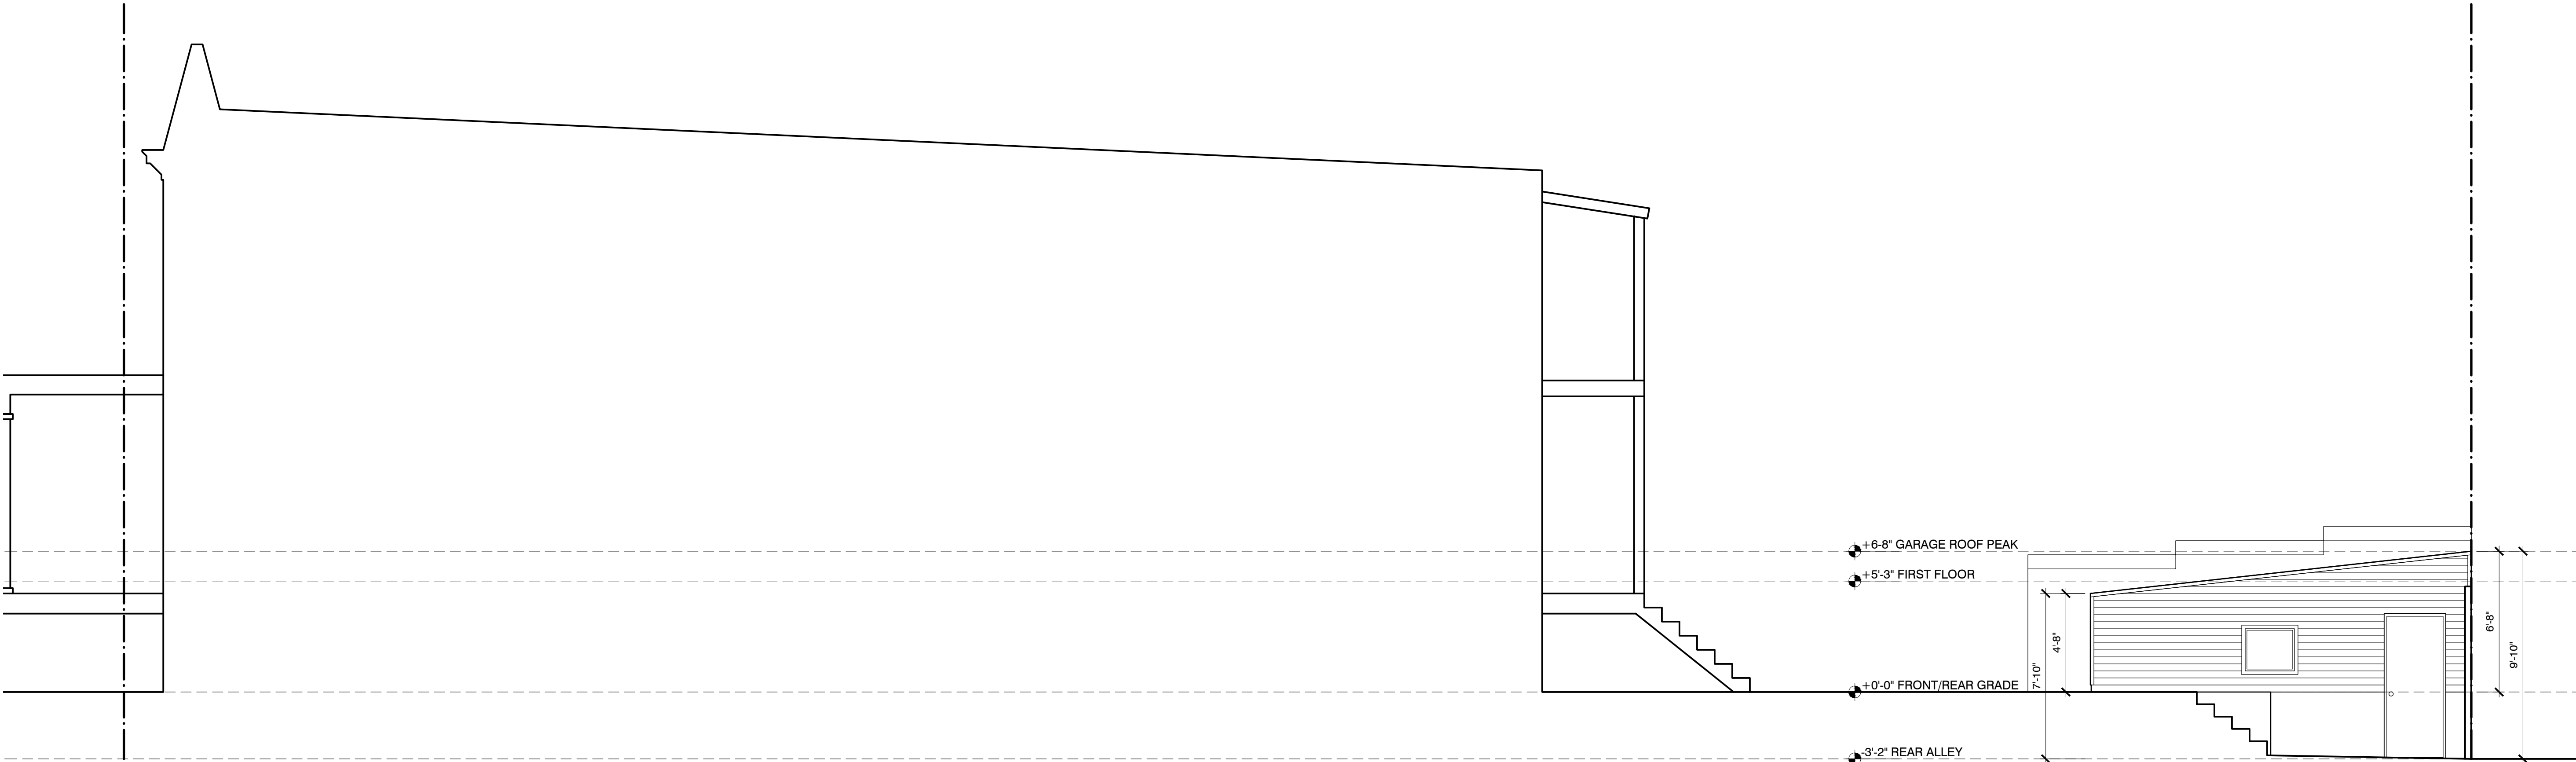 +6-8" GARAGE ROOF PEAK
+5'-3" FIRST FLOOR
4'-8"
6'-8"
7'-10"
9'-10"
+0'-0" FRONT/REAR GRADE
-3'-2" REAR ALLEY